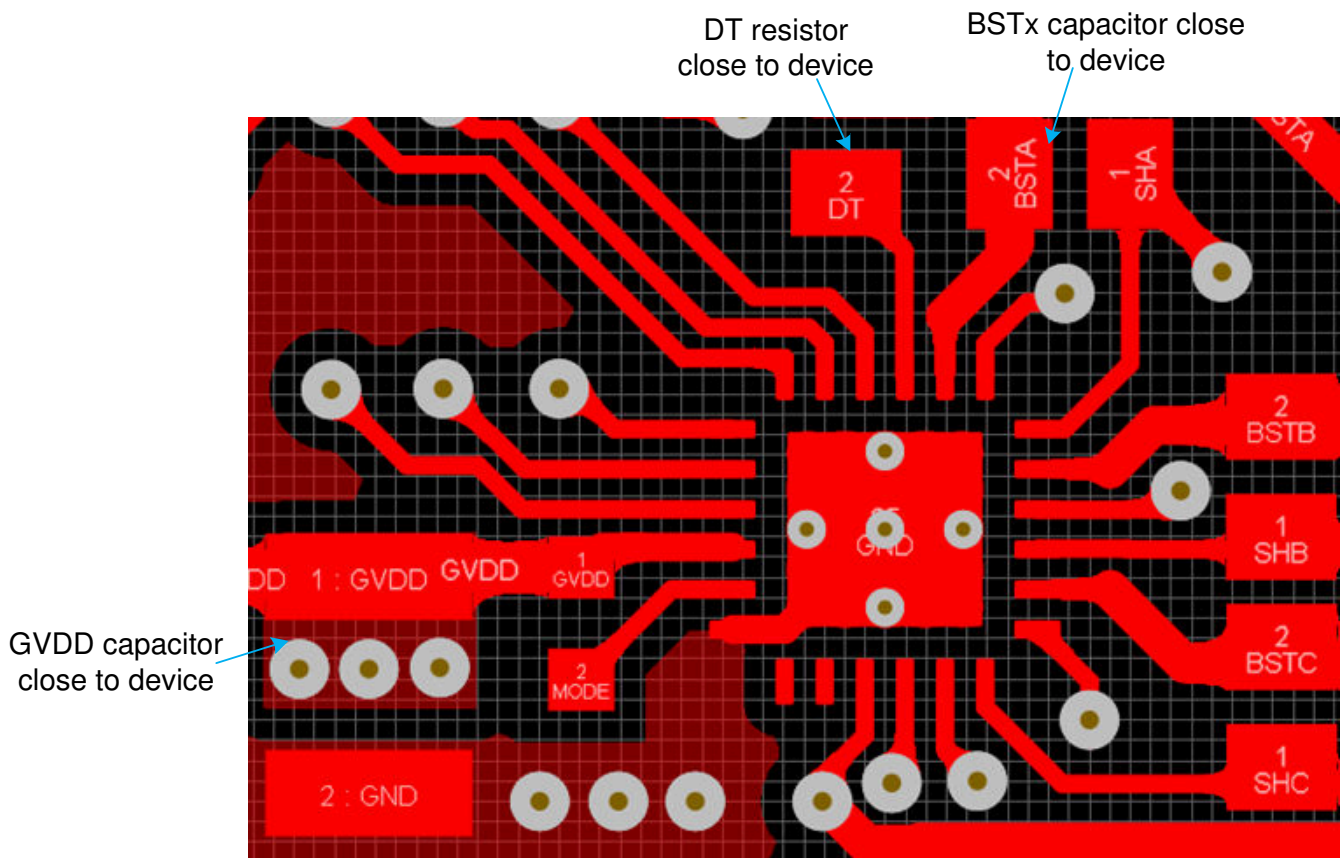 DT resistor
close to device
BSTx capacitor close
to device
2
DT
2
BSTA
1
SHA
STA
2
BSTB
1
SHB
2
BSTC
1
SHC
GND
DD
1 : GVDD
GVDD
1
GVDD
2
MODE
GVDD capacitor
close to device
2 : GND